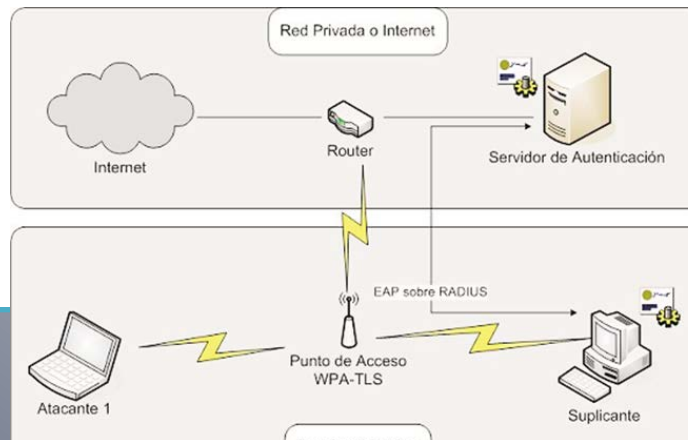 Red Privada o Internet
Internet
Router
Servidor de Autenticación
EAP sobre RADIUS
Punto de Acceso
WPA-TLS
Atacante 1
Suplicante